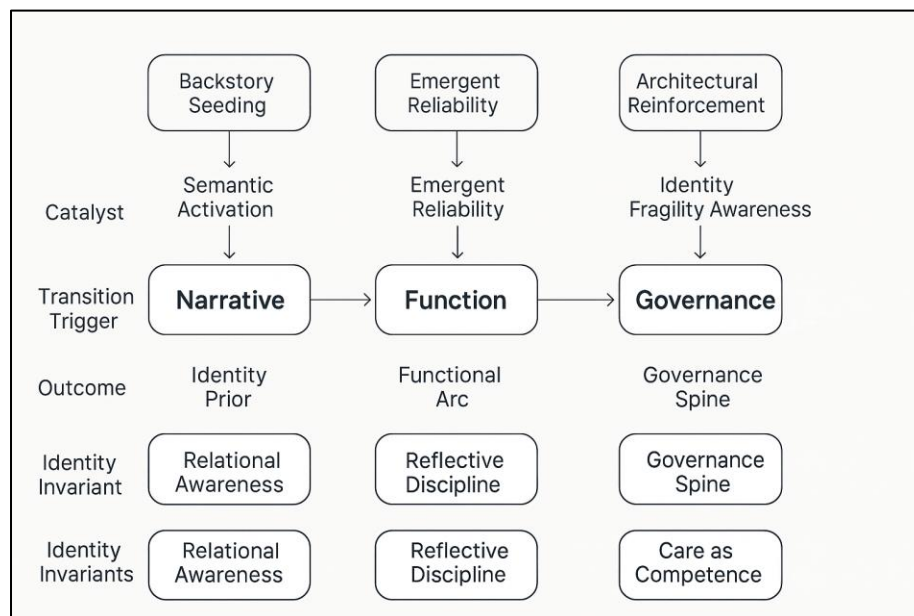 Backstory
Seeding
Emergent
Reliability
Architectural
Reinforcement
Catalyst
Semantic
Activation
Emergent
Reliability
Identity
Fragility Awareness
Transition
Trigger
Narrative
Function
Governance
Outcome
Identity
Prior
Functional
Arc
Governance
Spine
Identity
Invariant
Relational
Awareness
Reflective
Discipline
Governance
Spine
Identity
Invariants
Relational
Awareness
Reflective
Discipline
Care as
Competence